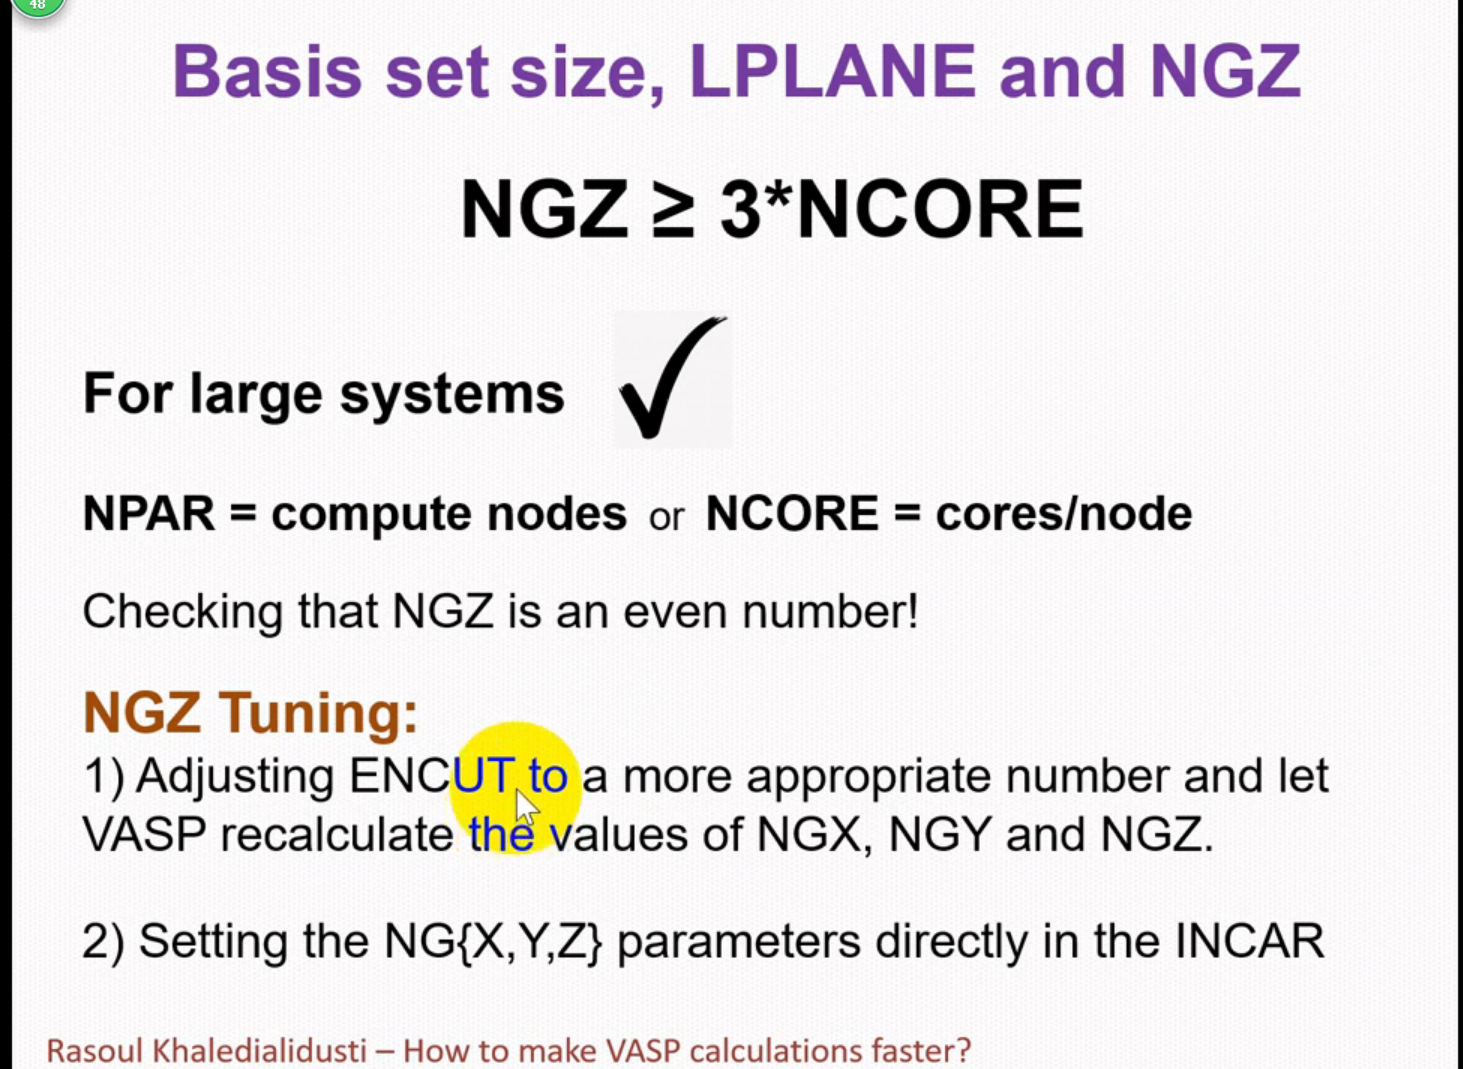 48
Basis set size, LPLANE and NGZ
NGZ ≥ 3*NCORE
For large systems
NPAR = compute nodes or NCORE = cores/node
Checking that NGZ is an even number!
NGZ Tuning:
1) Adjusting ENCUT to a more appropriate number and let
VASP recalculate the values of NGX, NGY and NGZ.
2) Setting the NG{X,Y,Z} parameters directly in the INCAR
Rasoul Khaledialidusti – How to make VASP calculations faster?